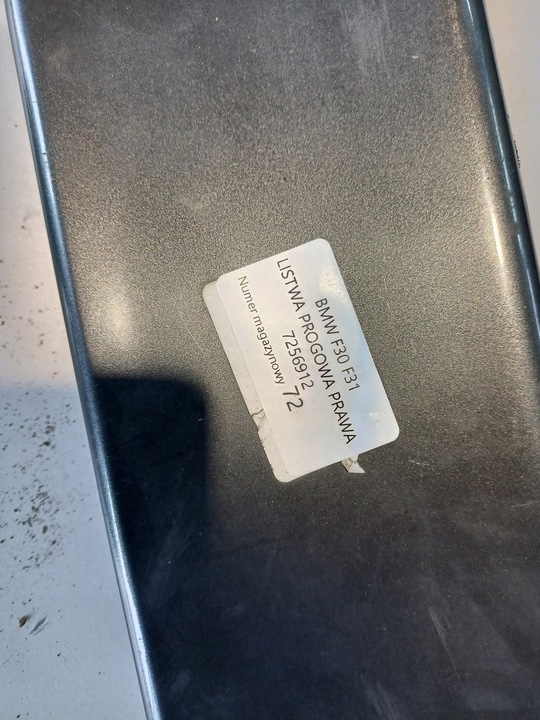 BMW F30 F31
LISTWA PROGOWA PRAWA
7256912
Numer magazynowy 72